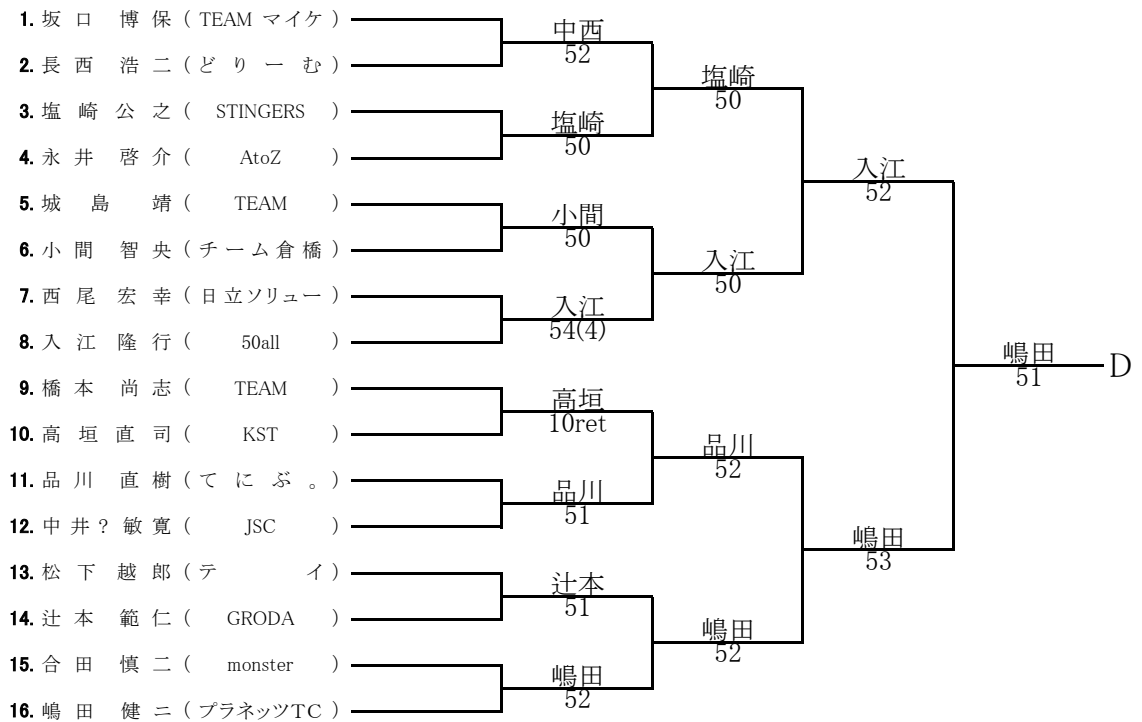 1. 坂口 博保 ( TEAM マイケ )
2. 長西 浩二 ( どりーむ )
3. 塩崎 公之 ( STINGERS )
4. 永井 啓介 ( AtoZ )
5. 城島 靖 ( TEAM )
6. 小間 智央 ( チーム倉橋 )
7. 西尾 宏幸 ( 日立ソリュー )
8. 入江 隆行 ( 50all )
9. 橋本 尚志 ( TEAM )
10. 高垣 直司 ( KST )
11. 品川 直樹 ( てにぶ。 )
12. 中井? 敏寛 ( JSC )
13. 松下 越郎 ( テ イ )
14. 辻本 範仁 ( GRODA )
15. 合田 慎二 ( monster )
16. 嶋田 健ニ ( プラネッツTC )
中西
52
塩崎
50
小間
50
入江
54(4)
高垣
10ret
品川
51
辻本
51
嶋田
52
塩崎
50
入江
50
品川
52
嶋田
52
入江
52
嶋田
53
嶋田
51
D